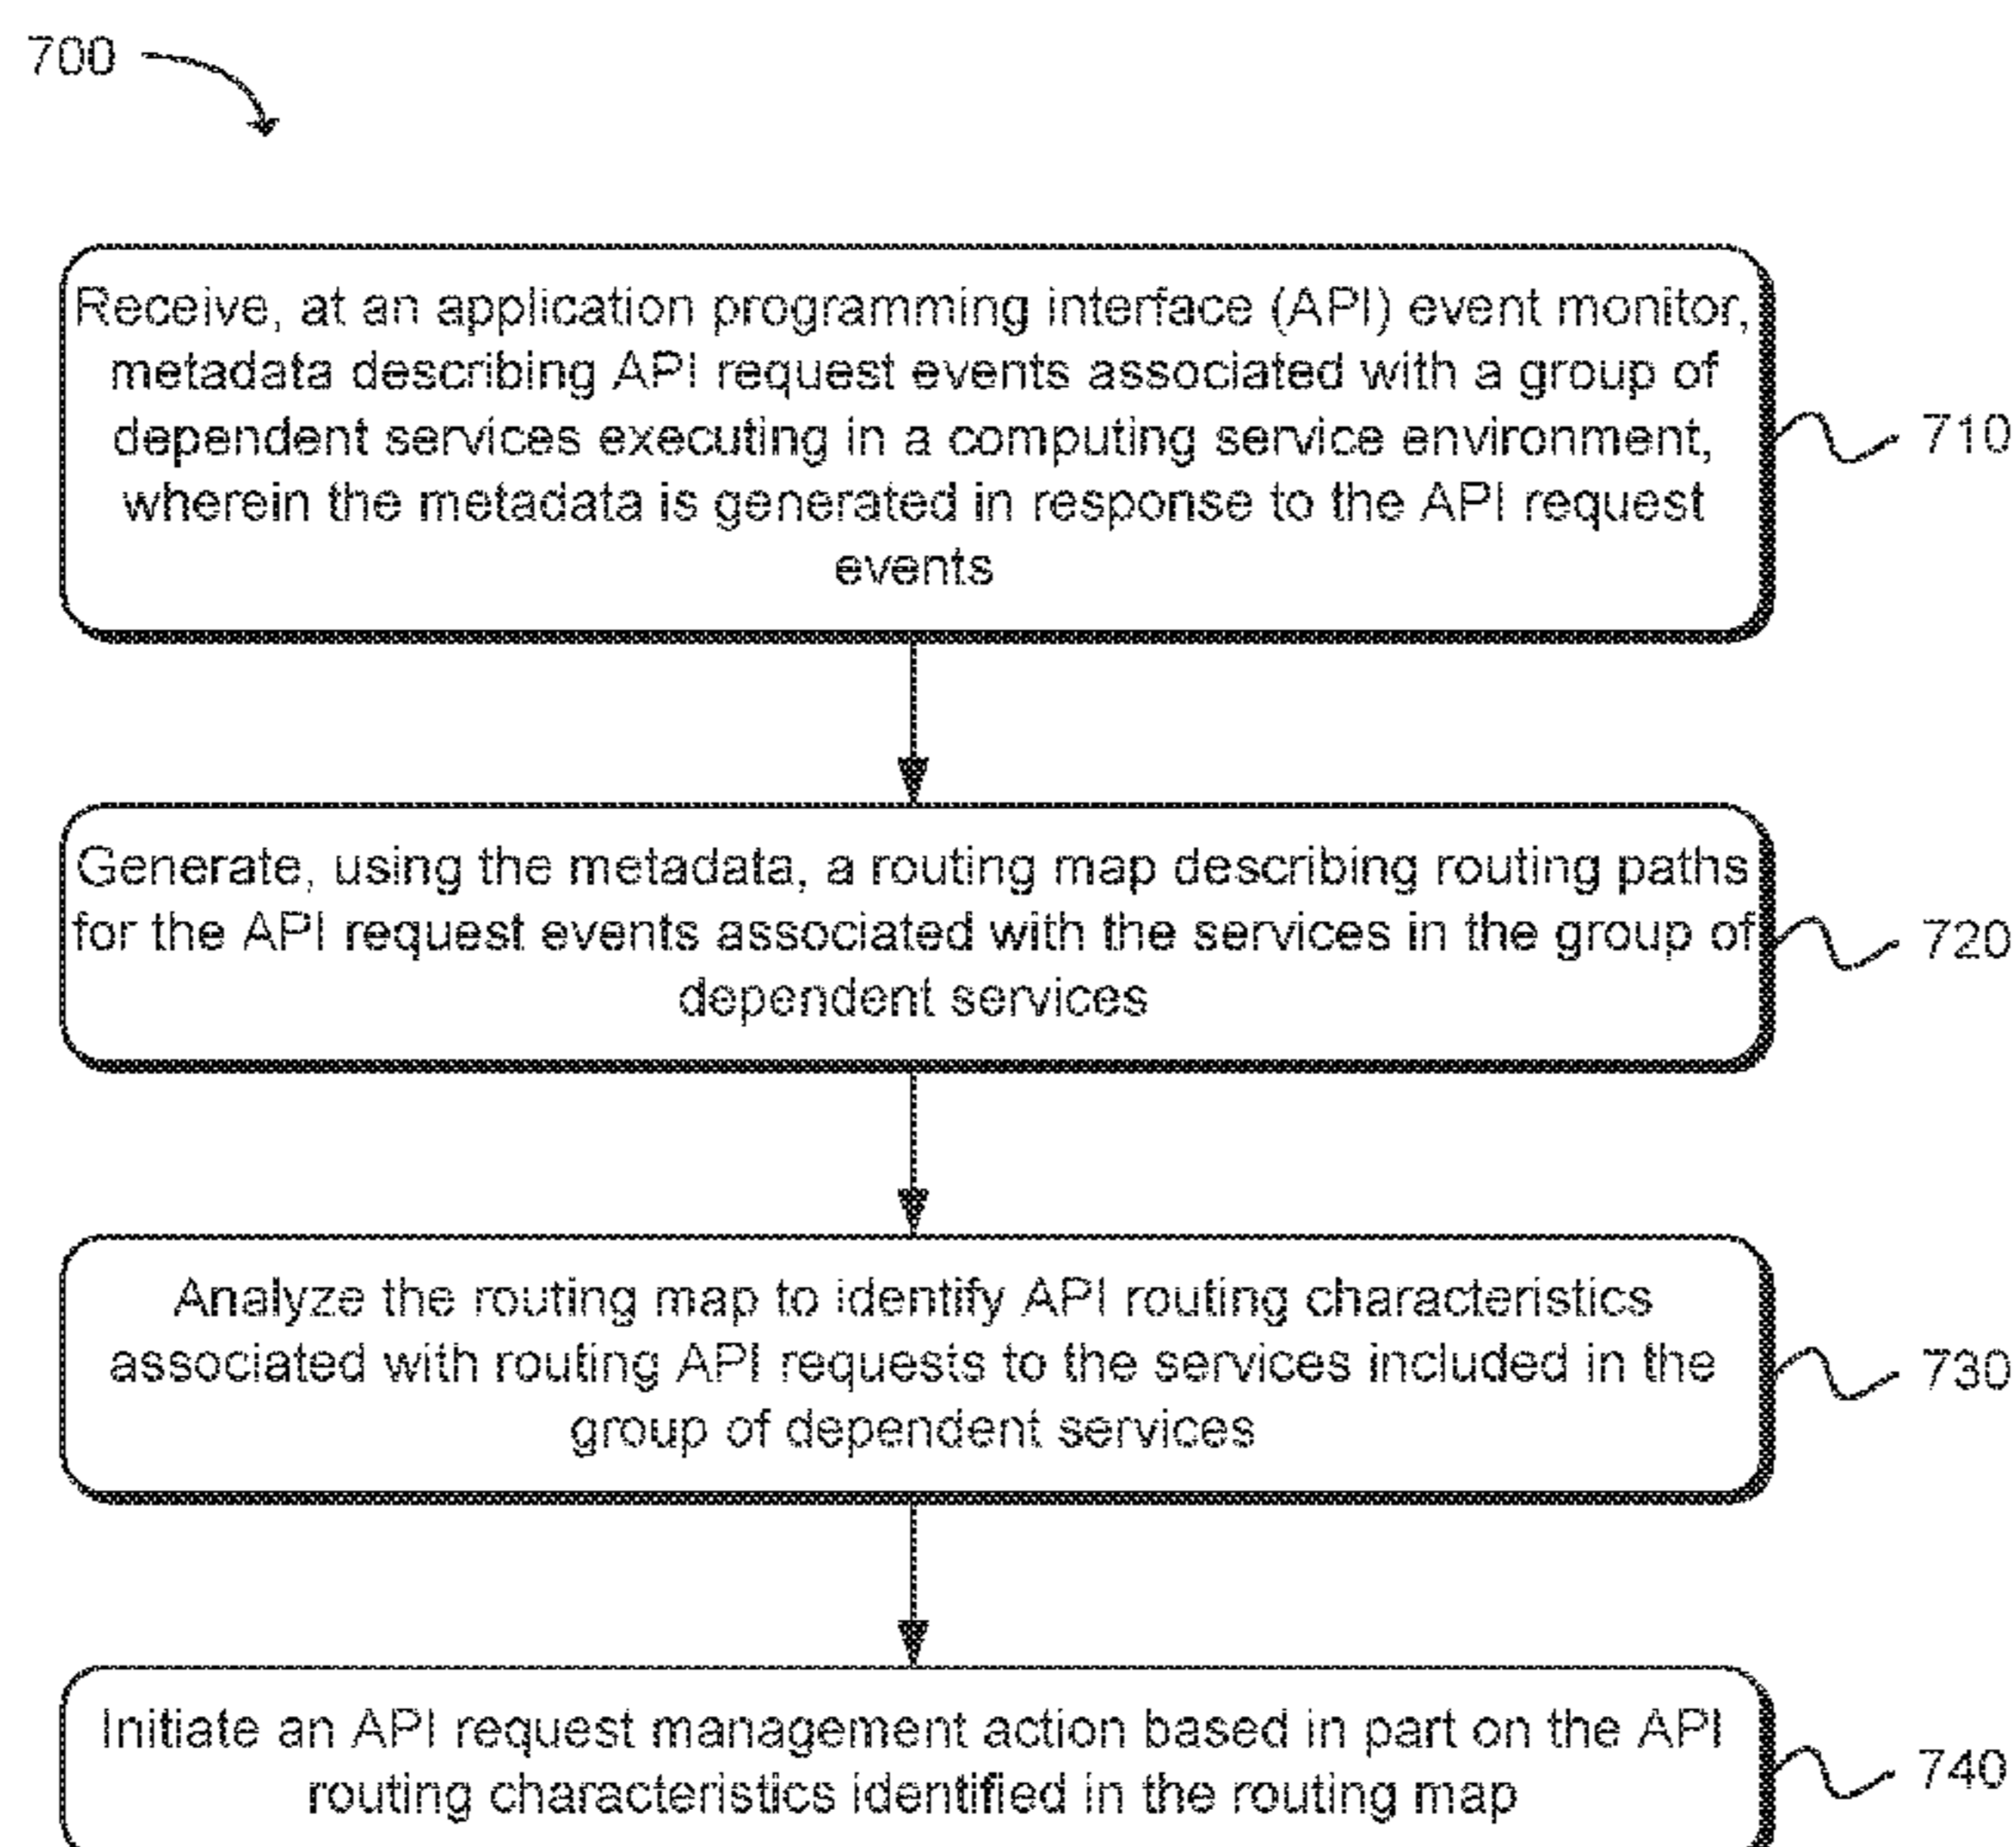 700
Receive, at an application programming interface (API) event monitor,
metadata describing API request events associated with a group of
dependent services executing in a computing service environment,
wherein the metadata is generated in response to the API request
events
710
Generate, using the metadata, a routing map describing routing paths
for the API request events associated with the services in the group of
dependent services
720
Analyze the routing map to identify API routing characteristics
associated with routing API requests to the services included in the
group of dependent services
730
Initiate an API request management action based in part on the API
routing characteristics identified in the routing map
740